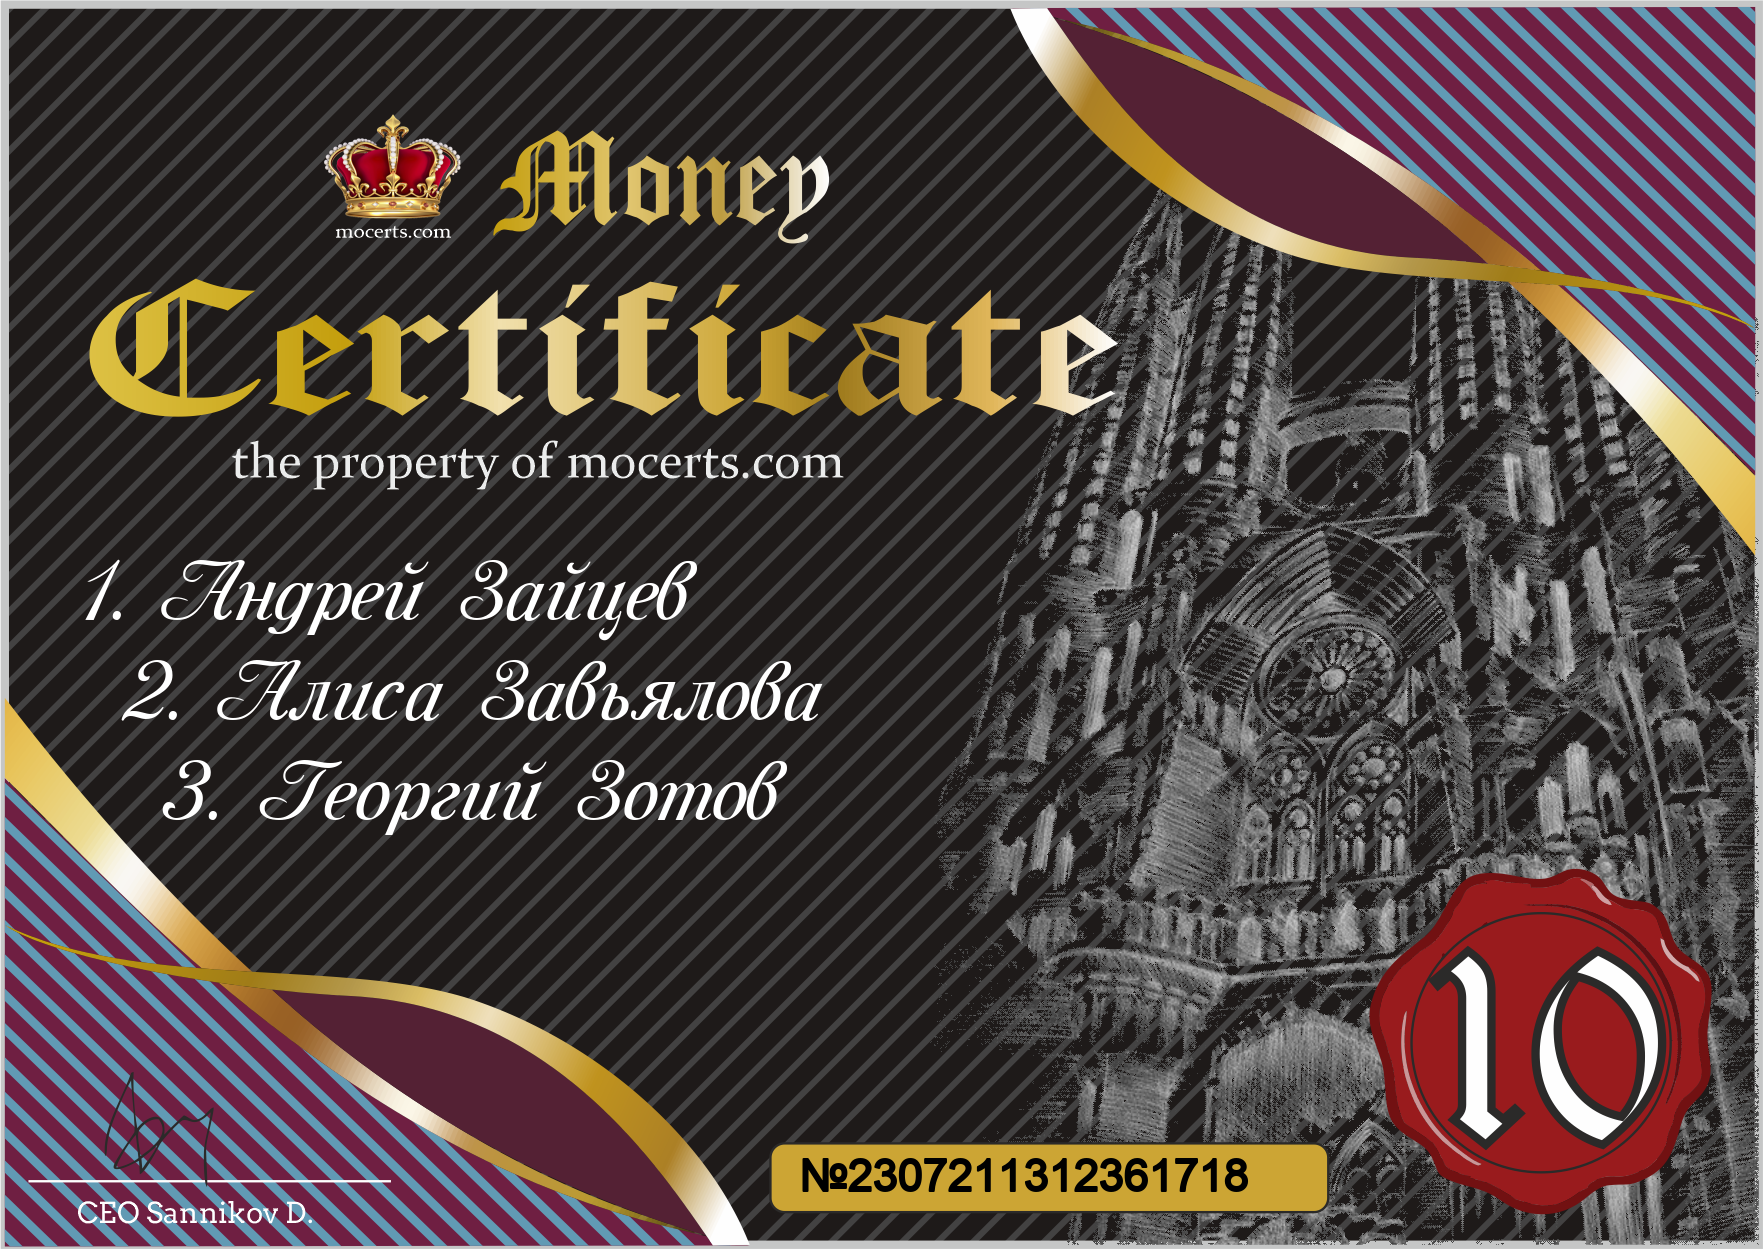 mocerts.com
Money
Certificate
the property of mocerts.com
1. Андрей Зайцев
2. Алиса Завьялова
3. Георгий Зотов
10
№2307211312361718
CEO Sannikov D.